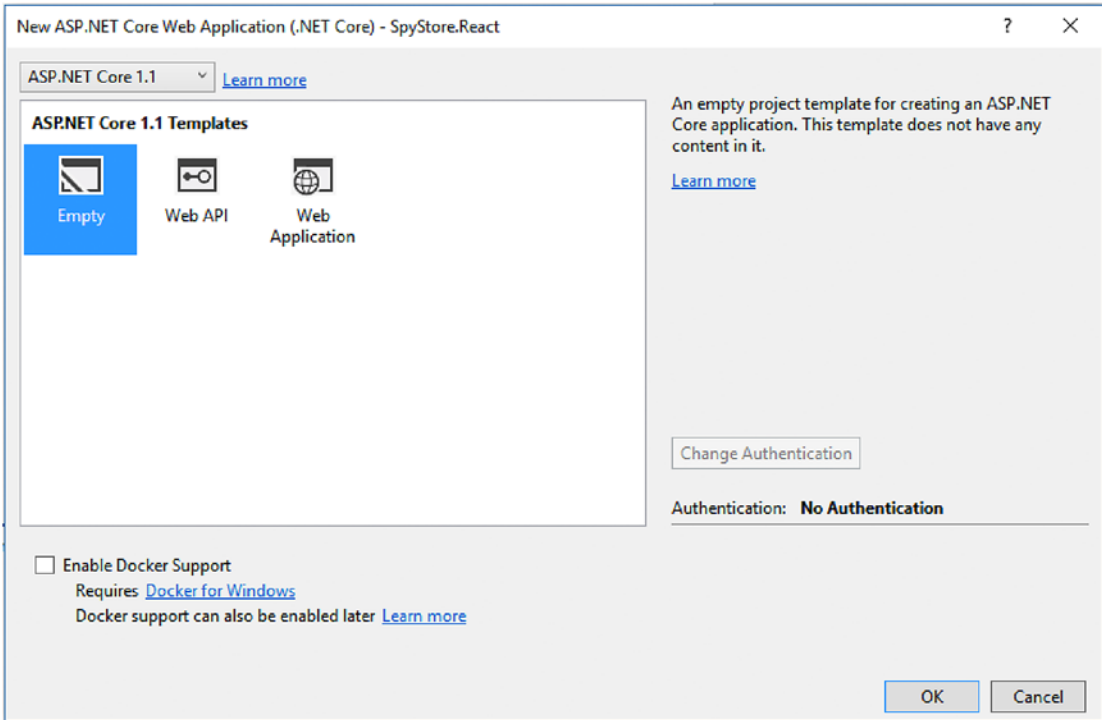 New ASP.NET Core Web Application (.NET Core) - SpyStore.React
?
ASP.NET Core 1.1
Learn more
ASP.NET Core 1.1 Templates
Empty
Web API
Web
Application
An empty project template for creating an ASP.NET
Core application. This template does not have any
content in it.
Learn more
Change Authentication
Authentication: No Authentication
Enable Docker Support
Requires Docker for Windows
Docker support can also be enabled later Learn more
OK
Cancel